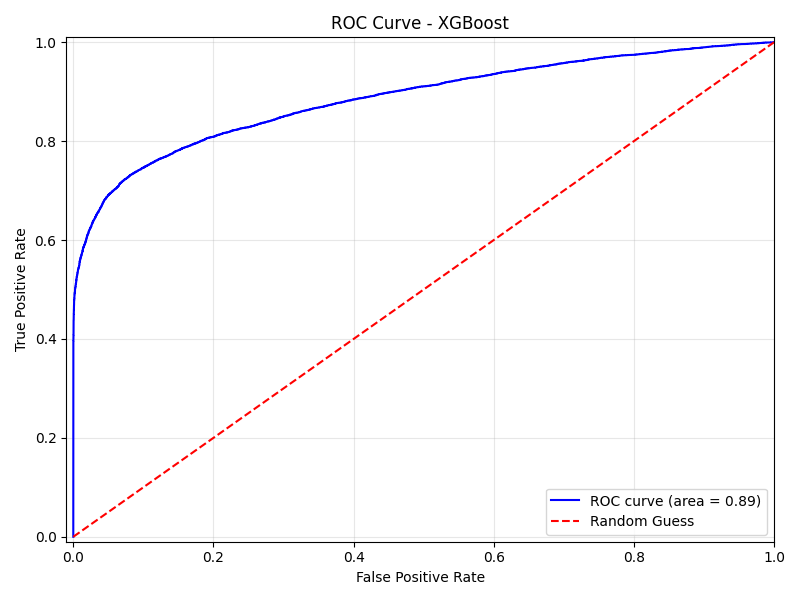 ROC Curve - XGBoost
1.0
0.8
0.6
0.4
0.2
0.0
True Positive Rate
ROC curve (area = 0.89)
Random Guess
0.0 0.2 0.4 0.6 0.8 1.0
False Positive Rate